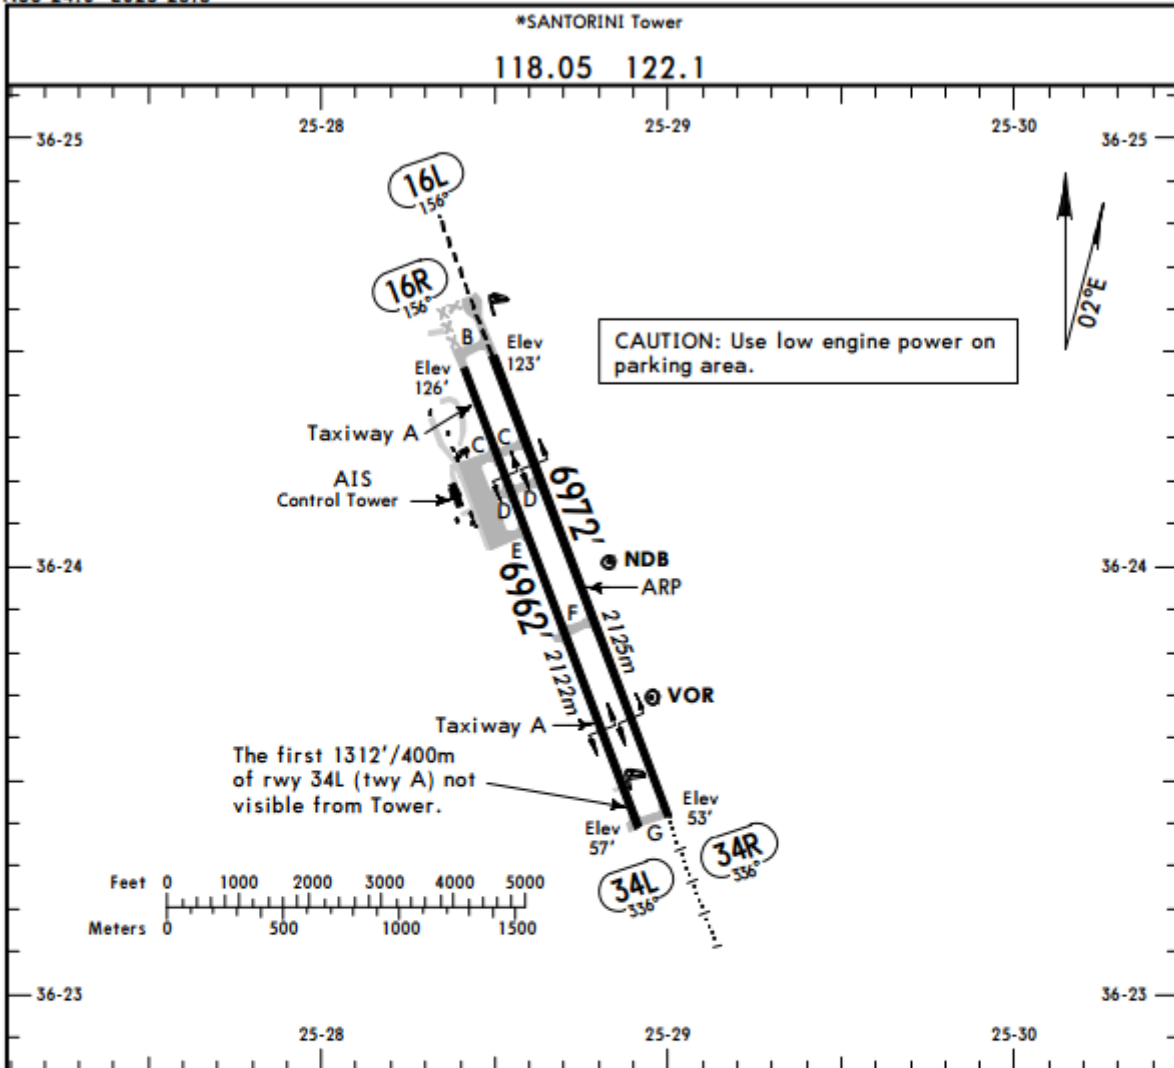 *SANTORINI Tower
118.05 122.1
25-28
25-29
25-30
36-25
36-25
16L
156°
16R
156°
02°E
CAUTION: Use low engine power on
parking area.
B
Elev
123'
Elev
126'
Taxiway A
C
C
AIS
Control Tower
D
D
E
6972'
NDB
36-24
36-24
ARP
6962'
F
2125m
2122m
VOR
Taxiway A
The first 1312'/400m
of rwy 34L (twy A) not
visible from Tower.
Elev
53'
Elev
57'
G
34R
336°
34L
336°
Feet 0 1000 2000 3000 4000 5000
Meters 0 500 1000 1500
36-23
36-23
25-28
25-29
25-30